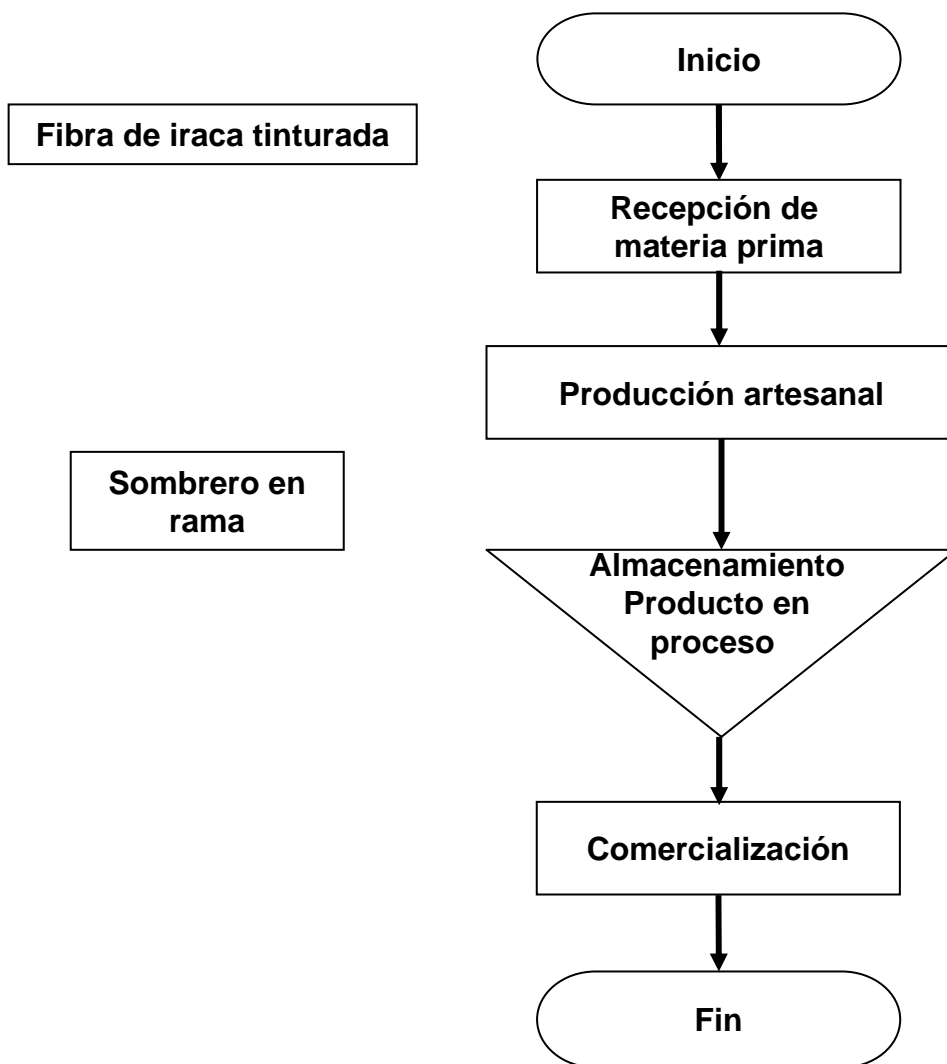 Inicio
Fibra de iraca tinturada
Recepción de
materia prima
Producción artesanal
Sombrero en
rama
Almacenamiento
Producto en
proceso
Comercialización
Fin